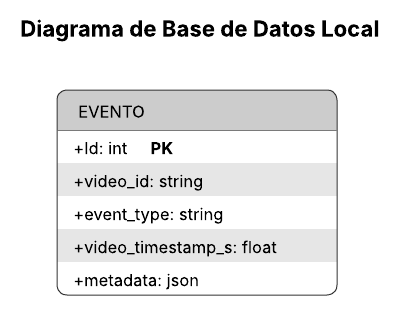 Diagrama de Base de Datos Local
EVENTO
+Id: int PK
+video_id: string
+event_type: string
+video_timestamp_s: float
+metadata: json